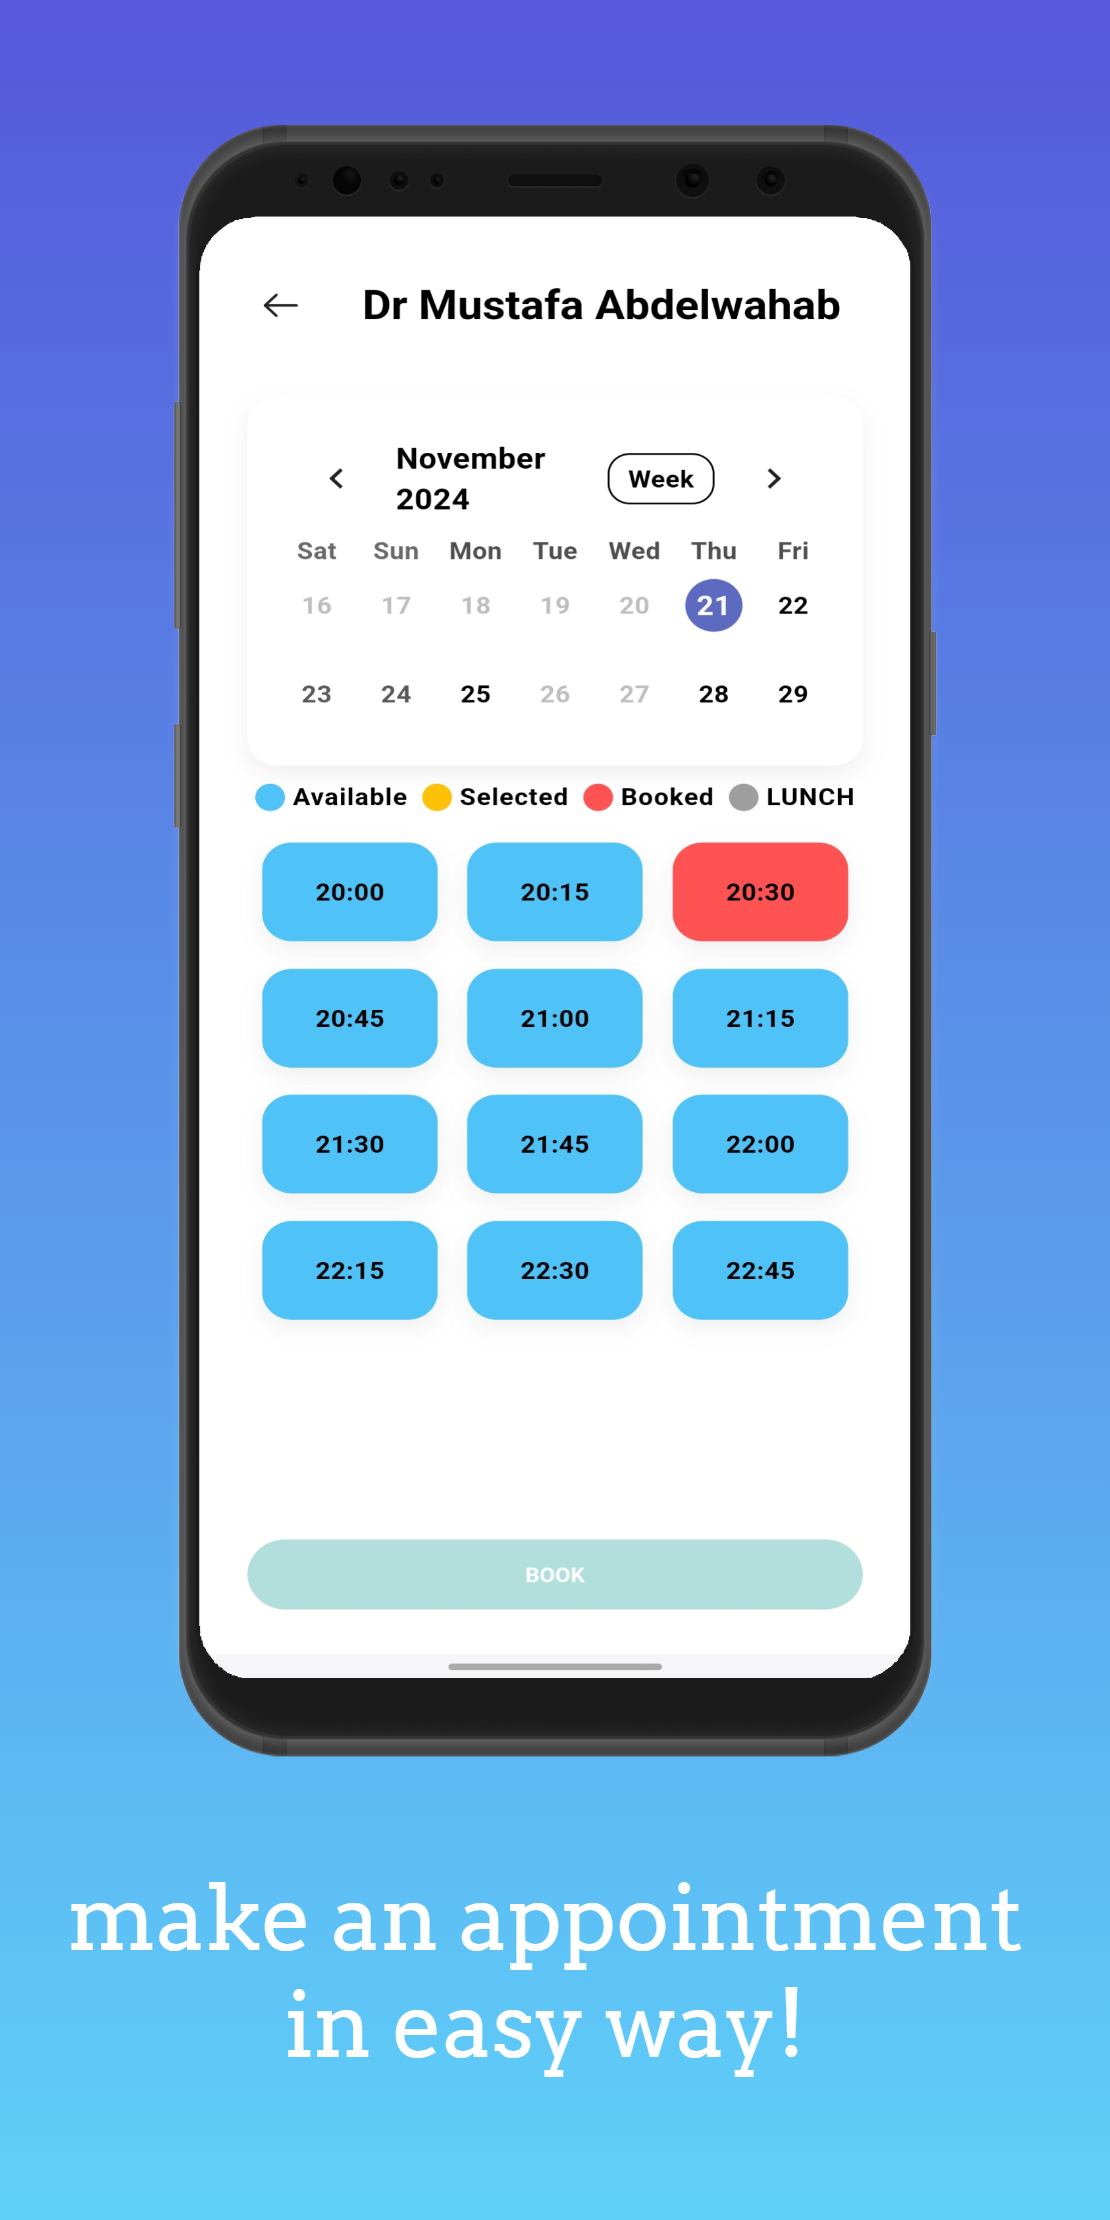 Dr Mustafa Abdelwahab
November
2024
Week
Sat Sun Mon Tue Wed Thu Fri
16 17 18 19 20 21 22
23 24 25 26 27 28 29
Available Selected Booked LUNCH
20:00 20:15 20:30
20:45 21:00 21:15
21:30 21:45 22:00
22:15 22:30 22:45
BOOK
make an appointment
in easy way!